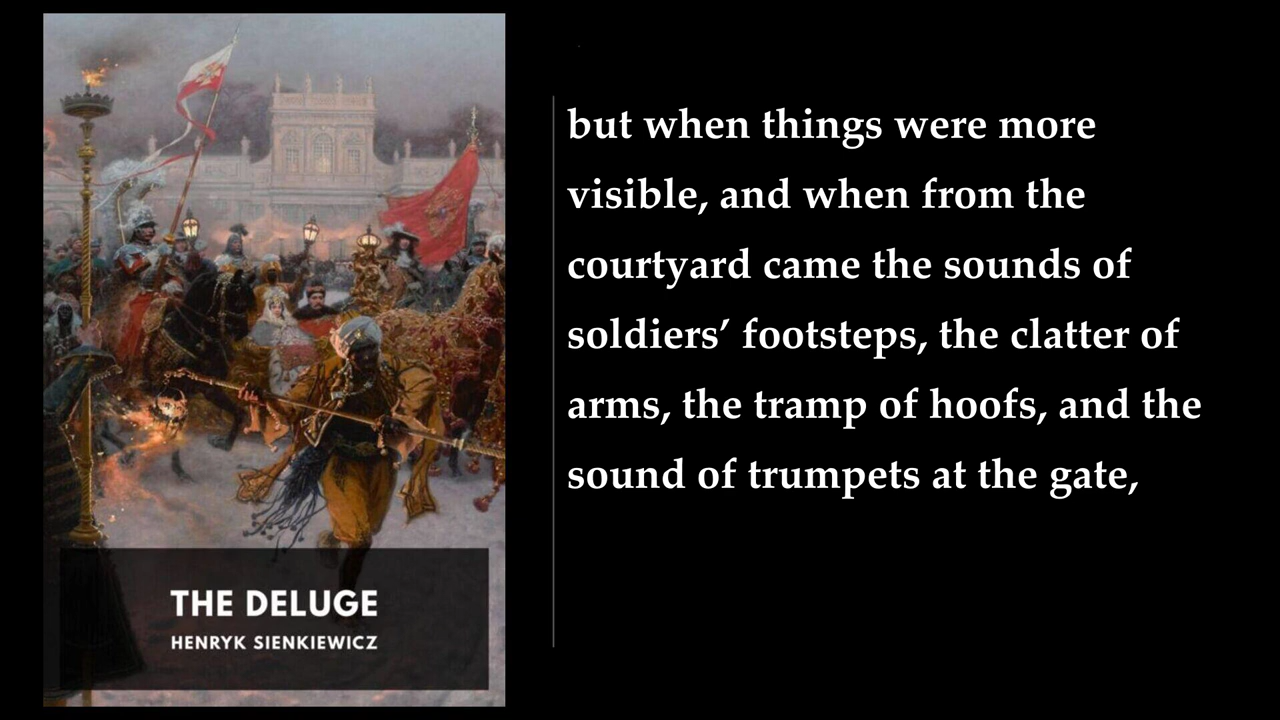 THE DELUGE
HENRYK SIENKIEWICZ
but when things were more
visible, and when from the
courtyard came the sounds of
soldiers’ footsteps, the clatter of
arms, the tramp of hoofs, and the
sound of trumpets at the gate,